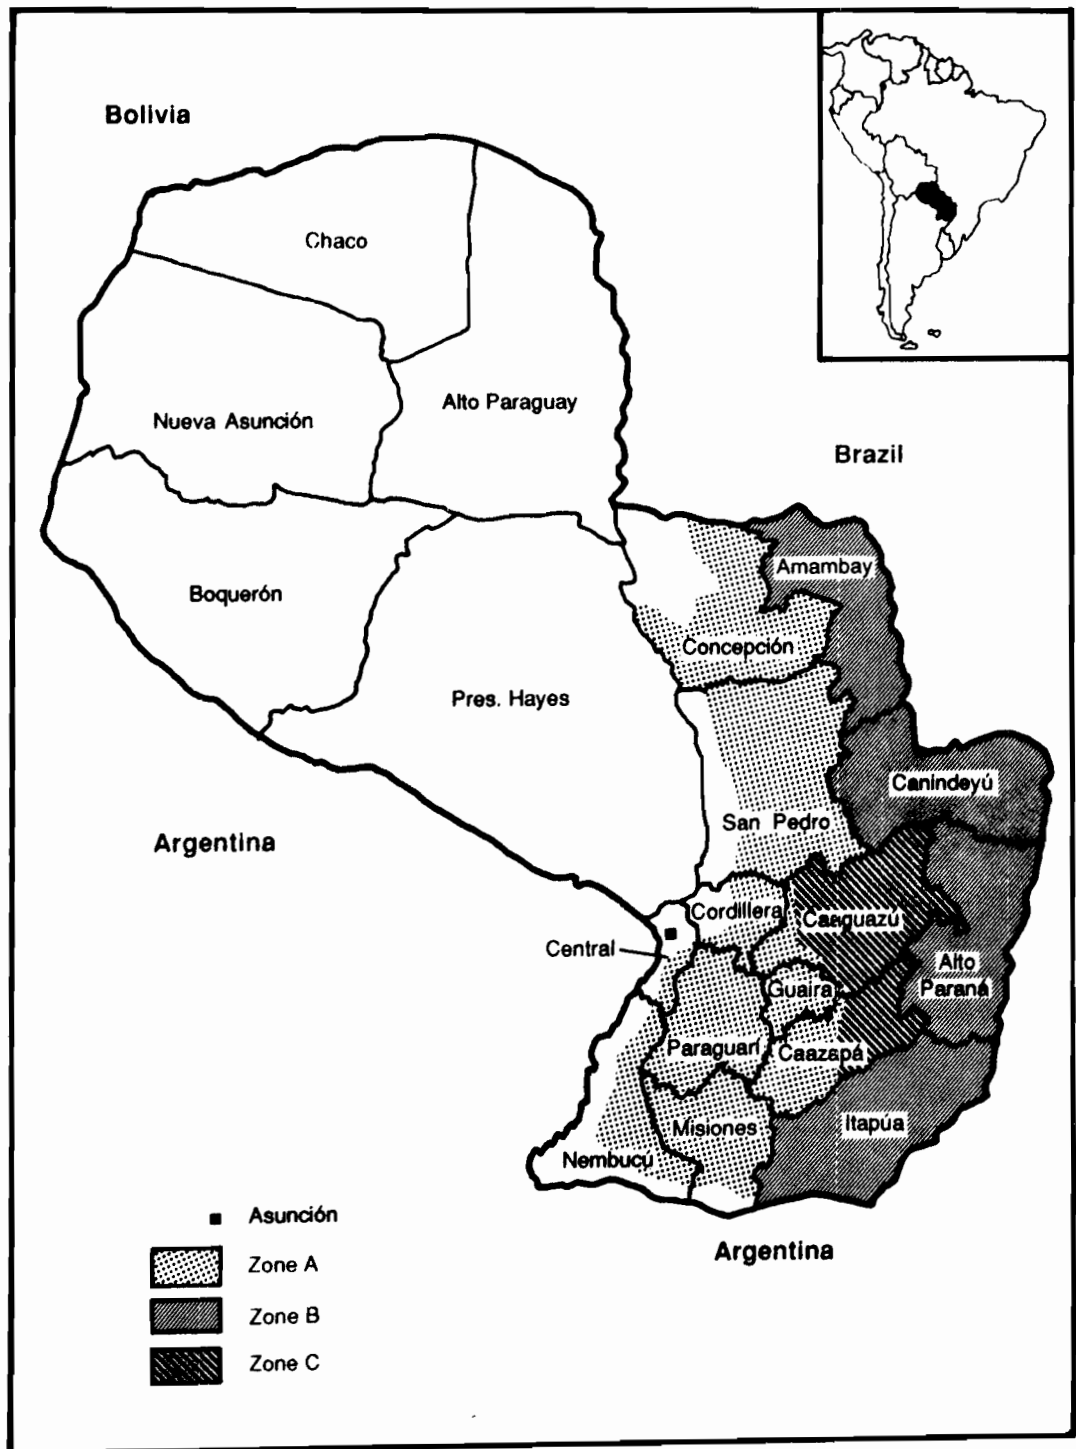 Bolivia
Chaco
Nueva Asunción
Alto Paraguay
Brazil
Boquerón
Amambay
Concepción
Pres. Hayes
Canindeyú
San Pedro
Argentina
Cordillera
Caaguazú
Central
Alto
Paraná
Guaira
Paraguarí
Caazapá
Misiones
Itapúa
Nembucú
Argentina
Asunción
Zone A
Zone B
Zone C